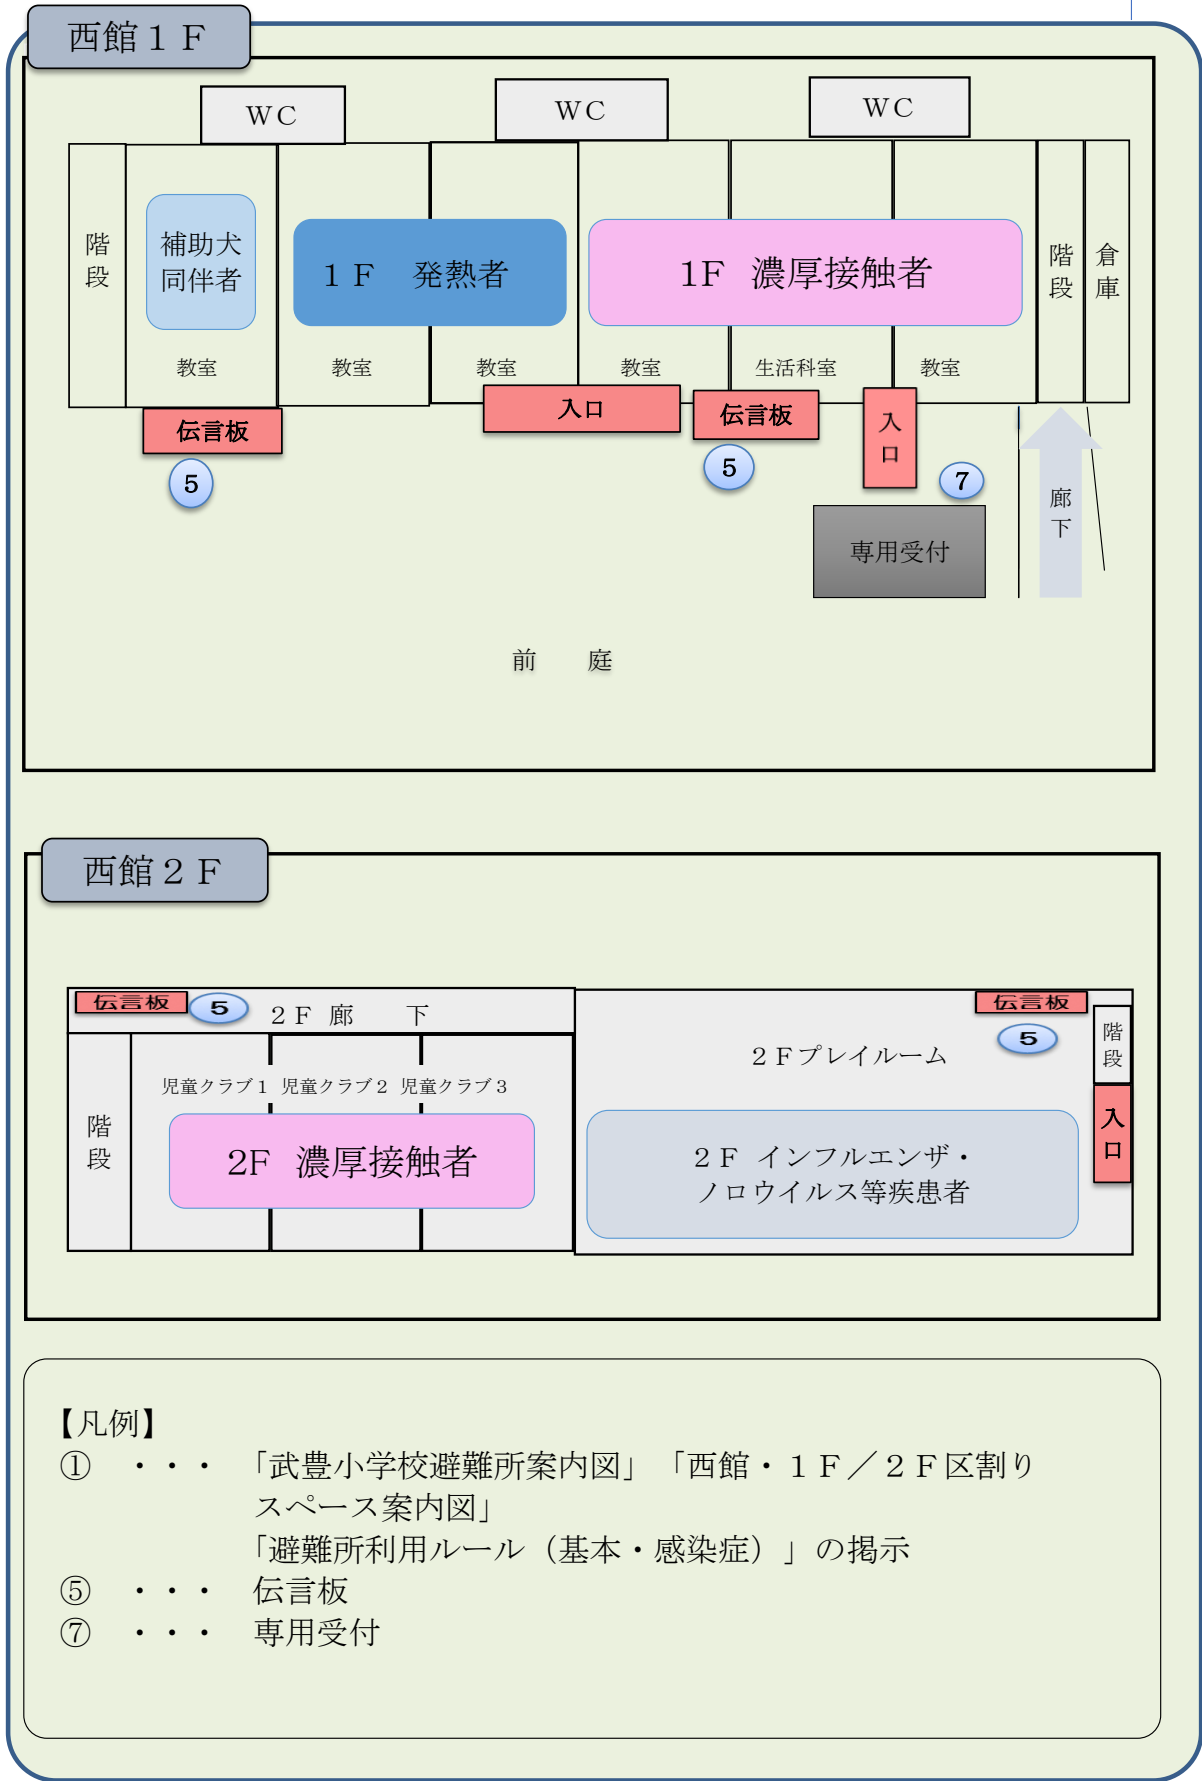 西館１Ｆ
ＷＣ
ＷＣ
ＷＣ
階段
補助犬
同伴者
１Ｆ　発熱者
1F　濃厚接触者
階段
倉庫
教室
教室
教室
教室
生活科室
教室
伝言板
入口
伝言板
入口
⑤
⑤
⑦
廊下
専用受付
前　庭
西館２Ｆ
伝言板
⑤
２Ｆ 廊　下
伝言板
⑤
２Ｆプレイルーム
階段
児童クラブ１ 児童クラブ２ 児童クラブ３
階段
2F　濃厚接触者
２Ｆ インフルエンザ・
ノロウイルス等疾患者
入口
【凡例】
①　・・・　「武豊小学校避難所案内図」「西館・１Ｆ／２Ｆ区割り
スペース案内図」
「避難所利用ルール（基本・感染症）」の掲示
⑤　・・・　伝言板
⑦　・・・　専用受付